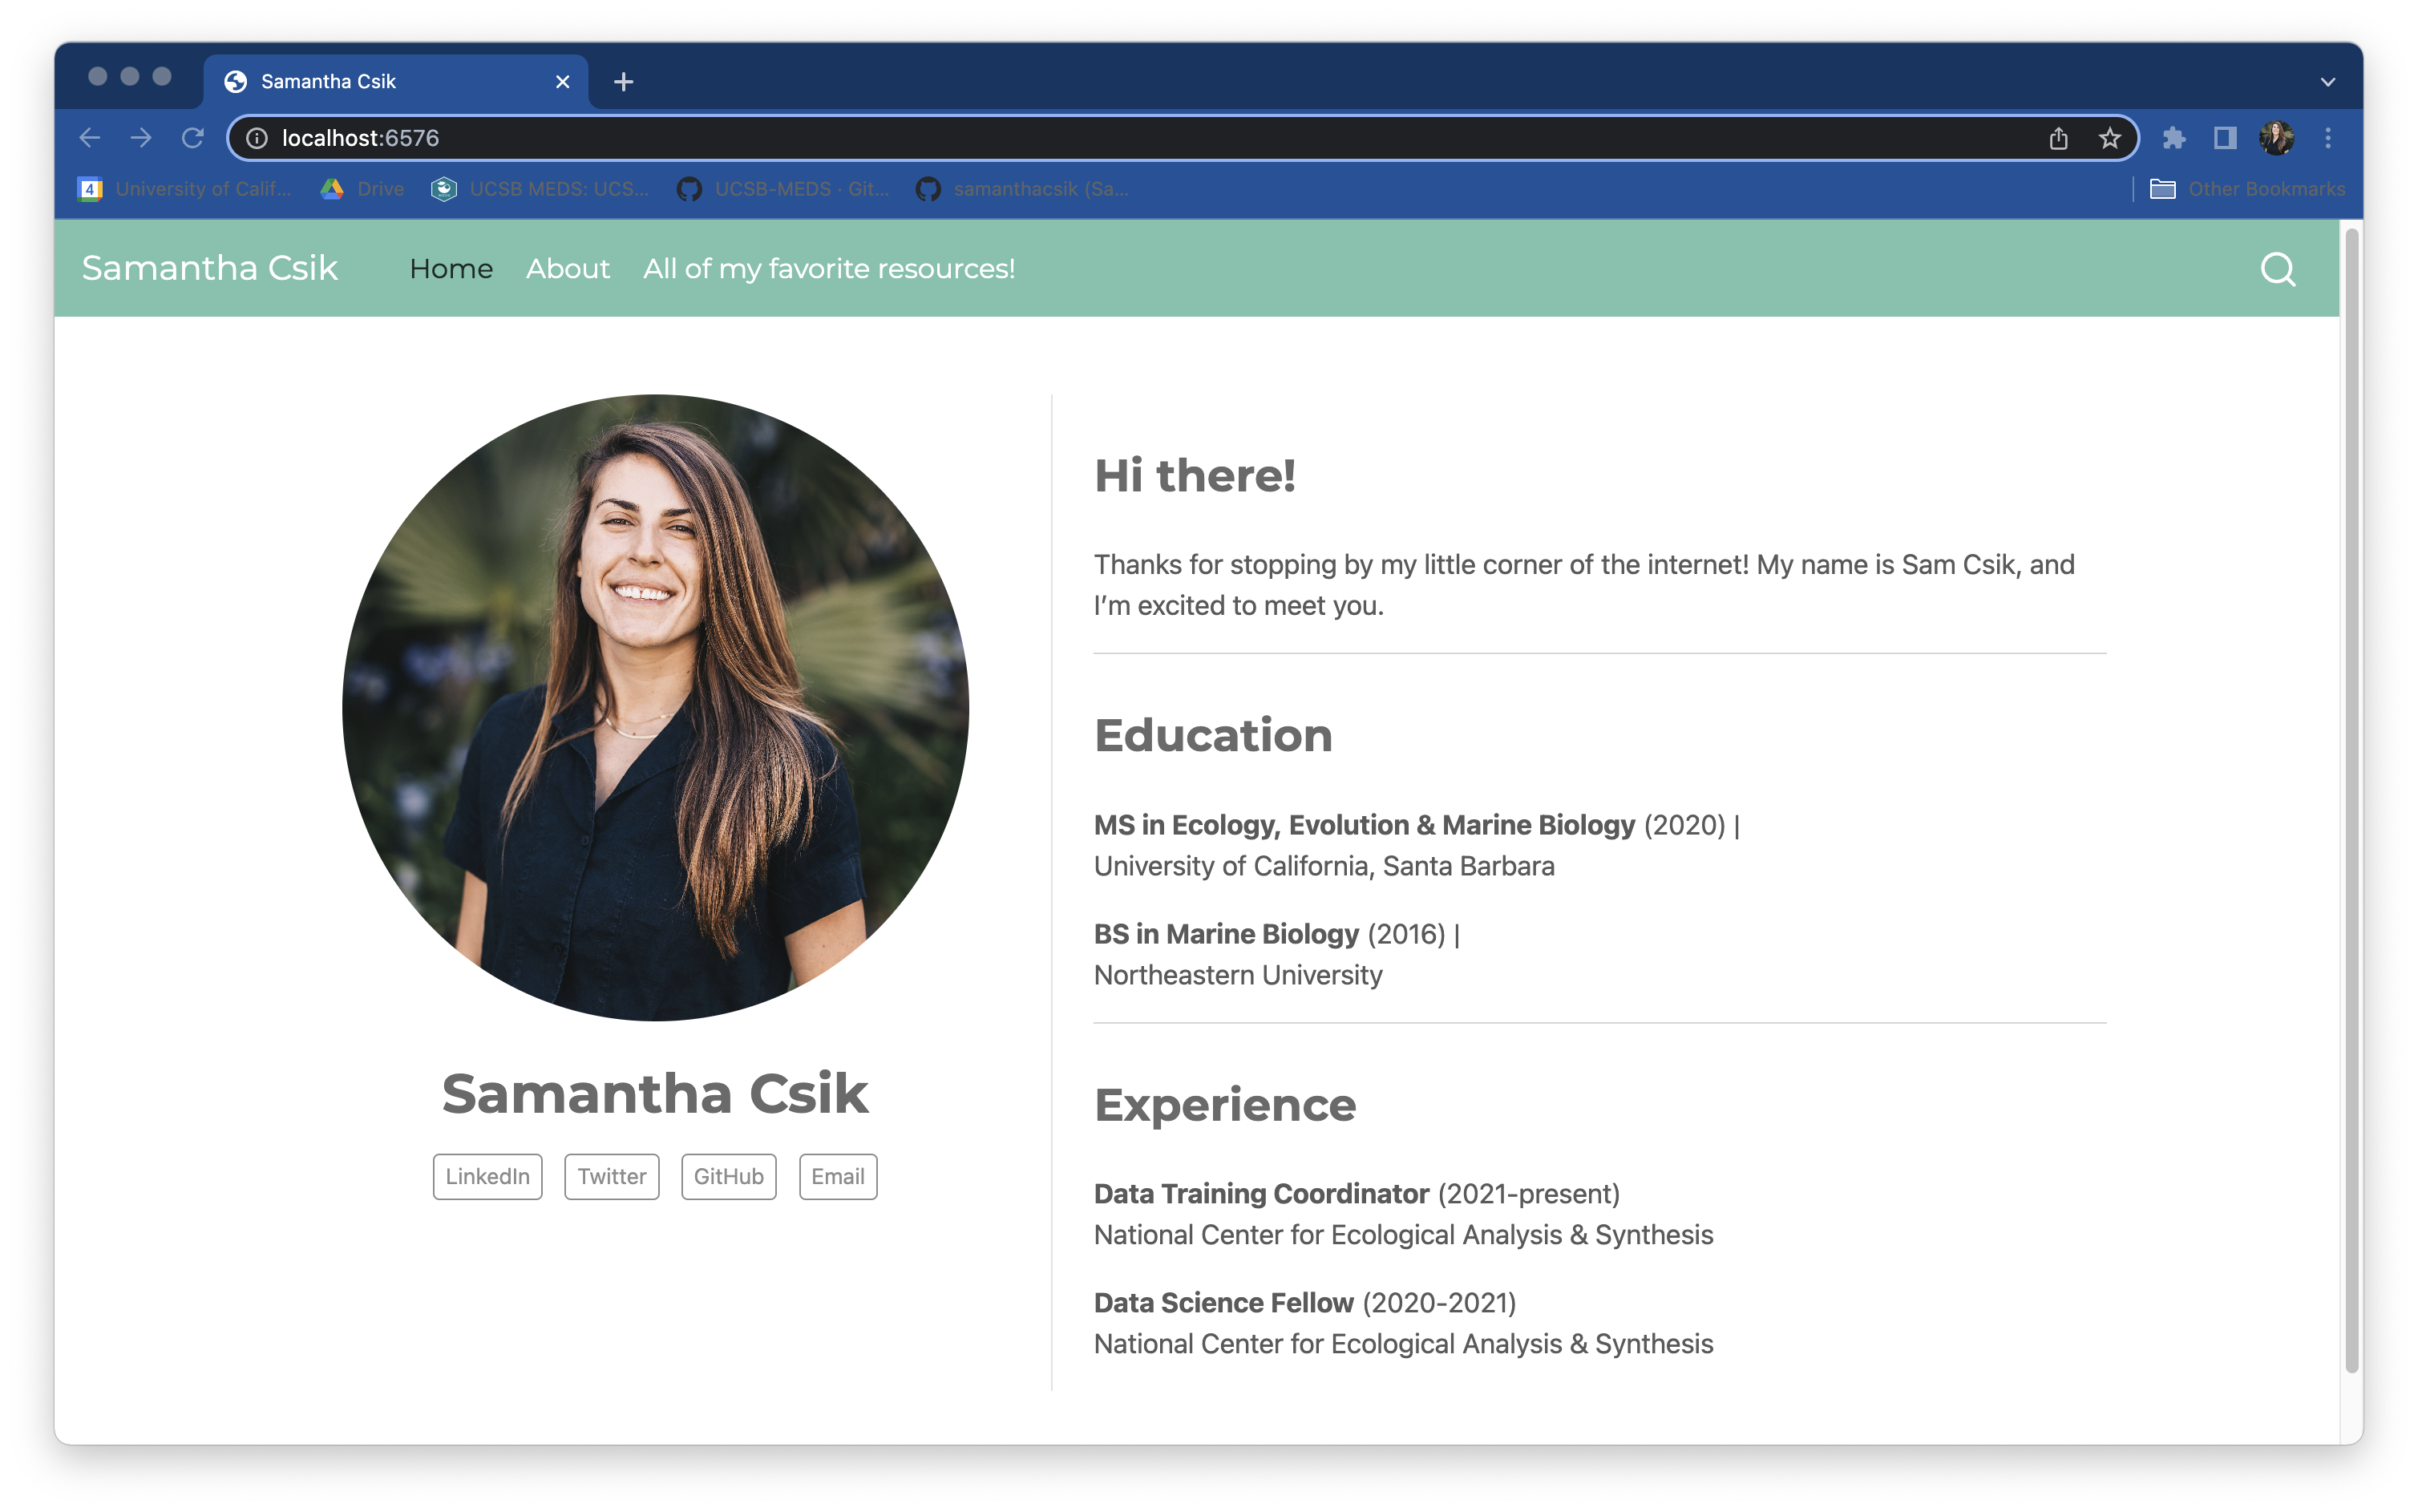 Samantha Csik
localhost:6576
4 University of Calif... Drive UCSB MEDS: UCS... UCSB-MEDS · Git... samanthacsik (Sa... Other Bookmarks
Samantha Csik Home About All of my favorite resources!
Hi there!
Thanks for stopping by my little corner of the internet! My name is Sam Csik, and
I’m excited to meet you.
Education
MS in Ecology, Evolution & Marine Biology (2020) |
University of California, Santa Barbara
BS in Marine Biology (2016) |
Northeastern University
Samantha Csik
LinkedIn Twitter GitHub Email
Experience
Data Training Coordinator (2021-present)
National Center for Ecological Analysis & Synthesis
Data Science Fellow (2020-2021)
National Center for Ecological Analysis & Synthesis